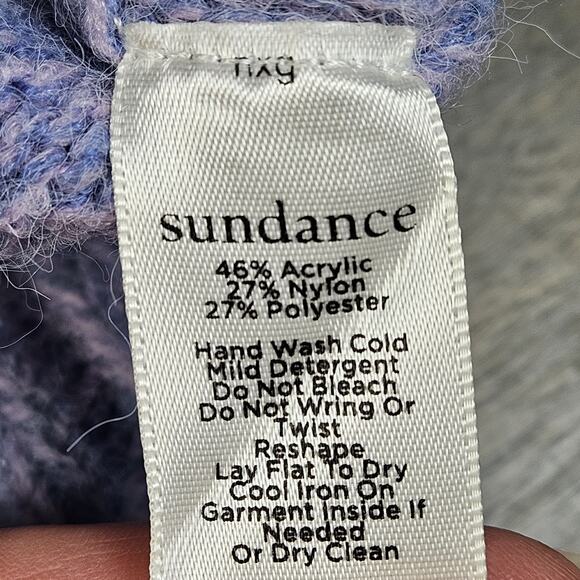 sundance
46% Acrylic
27% Nylon
27% Polyester
Hand Wash Cold
Mild Detergent
Do Not Bleach
Do Not Wring Or
Twist
Reshape
Lay Flat To Dry
Cool Iron On
Garment Inside If
Needed
Or Dry Clean